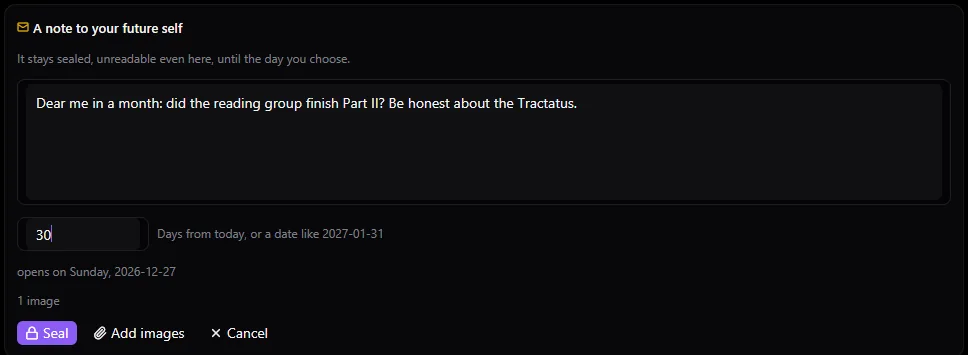 A note to your future self
It stays sealed, unreadable even here, until the day you choose.
Dear me in a month: did the reading group finish Part II? Be honest about the Tractatus.
30
Days from today, or a date like 2027-01-31
opens on Sunday, 2026-12-27
1 image
Seal
Add images
Cancel